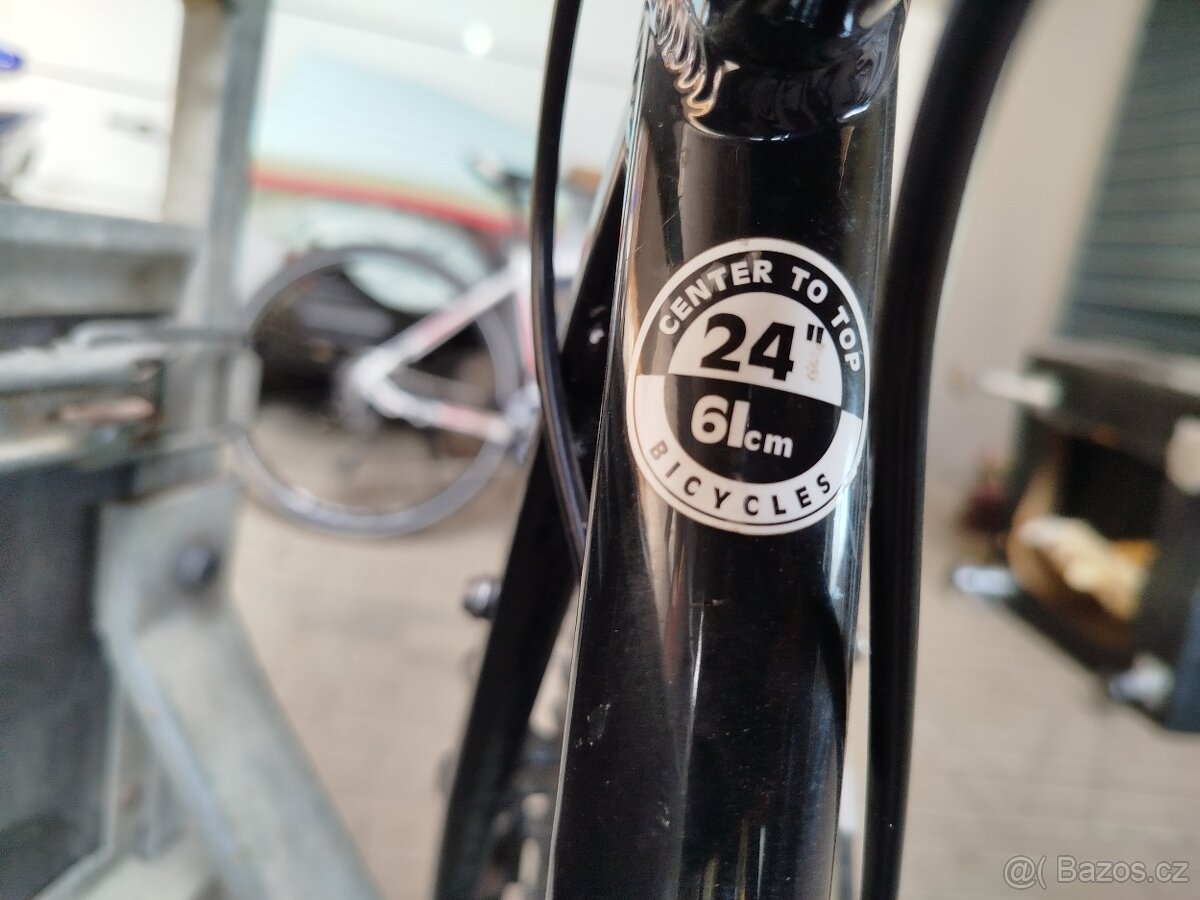 CENTER TO TOP
24"
61cm
BICYCLES
@( Bazos.cz